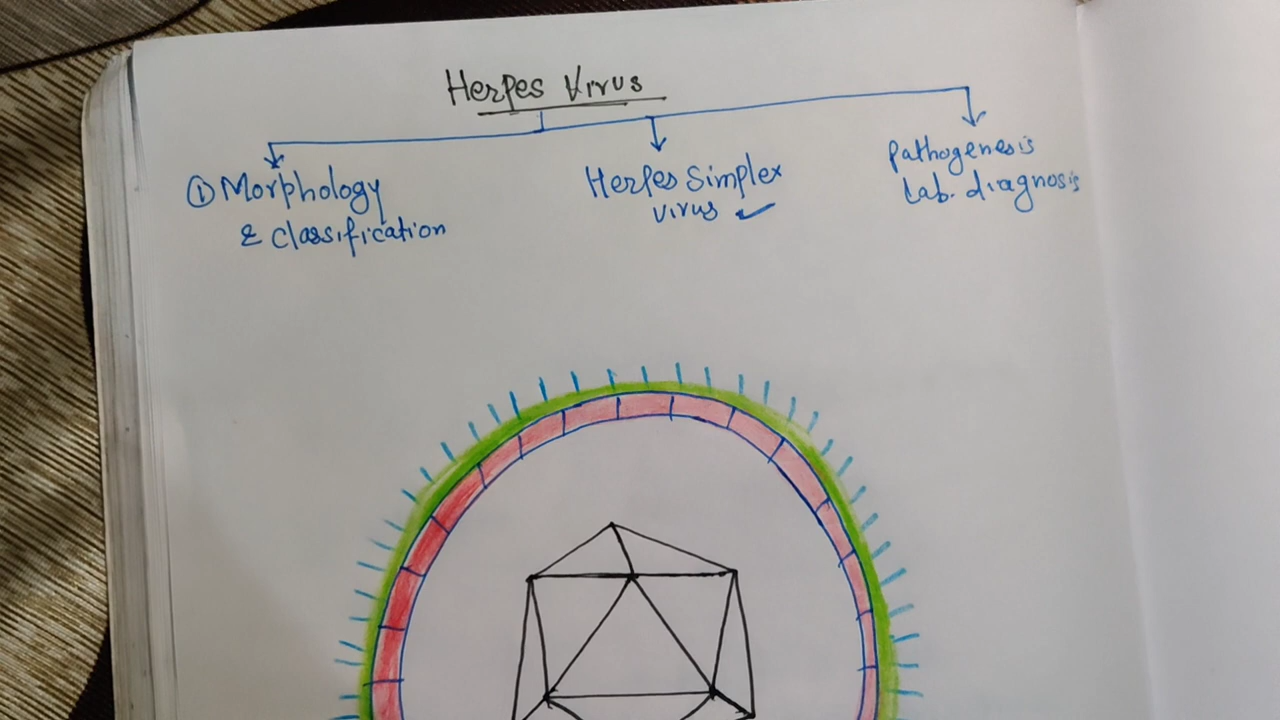 Herpes Virus
① Morphology
& classification
Herpes Simplex
virus ✓
Pathogenesis
Lab. diagnosis